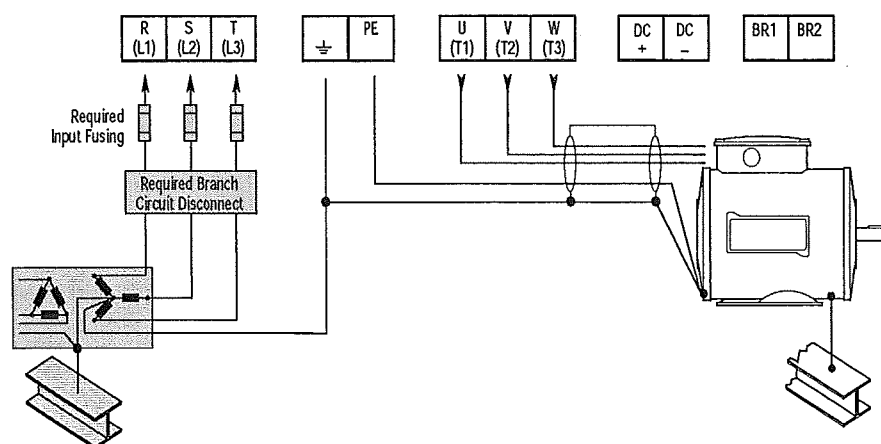 R
(L1)
S
(L2)
T
(L3)
PE
U
(T1)
V
(T2)
W
(T3)
DC
+
DC
–
BR1
BR2
Required
Input Fusing
Required Branch
Circuit Disconnect